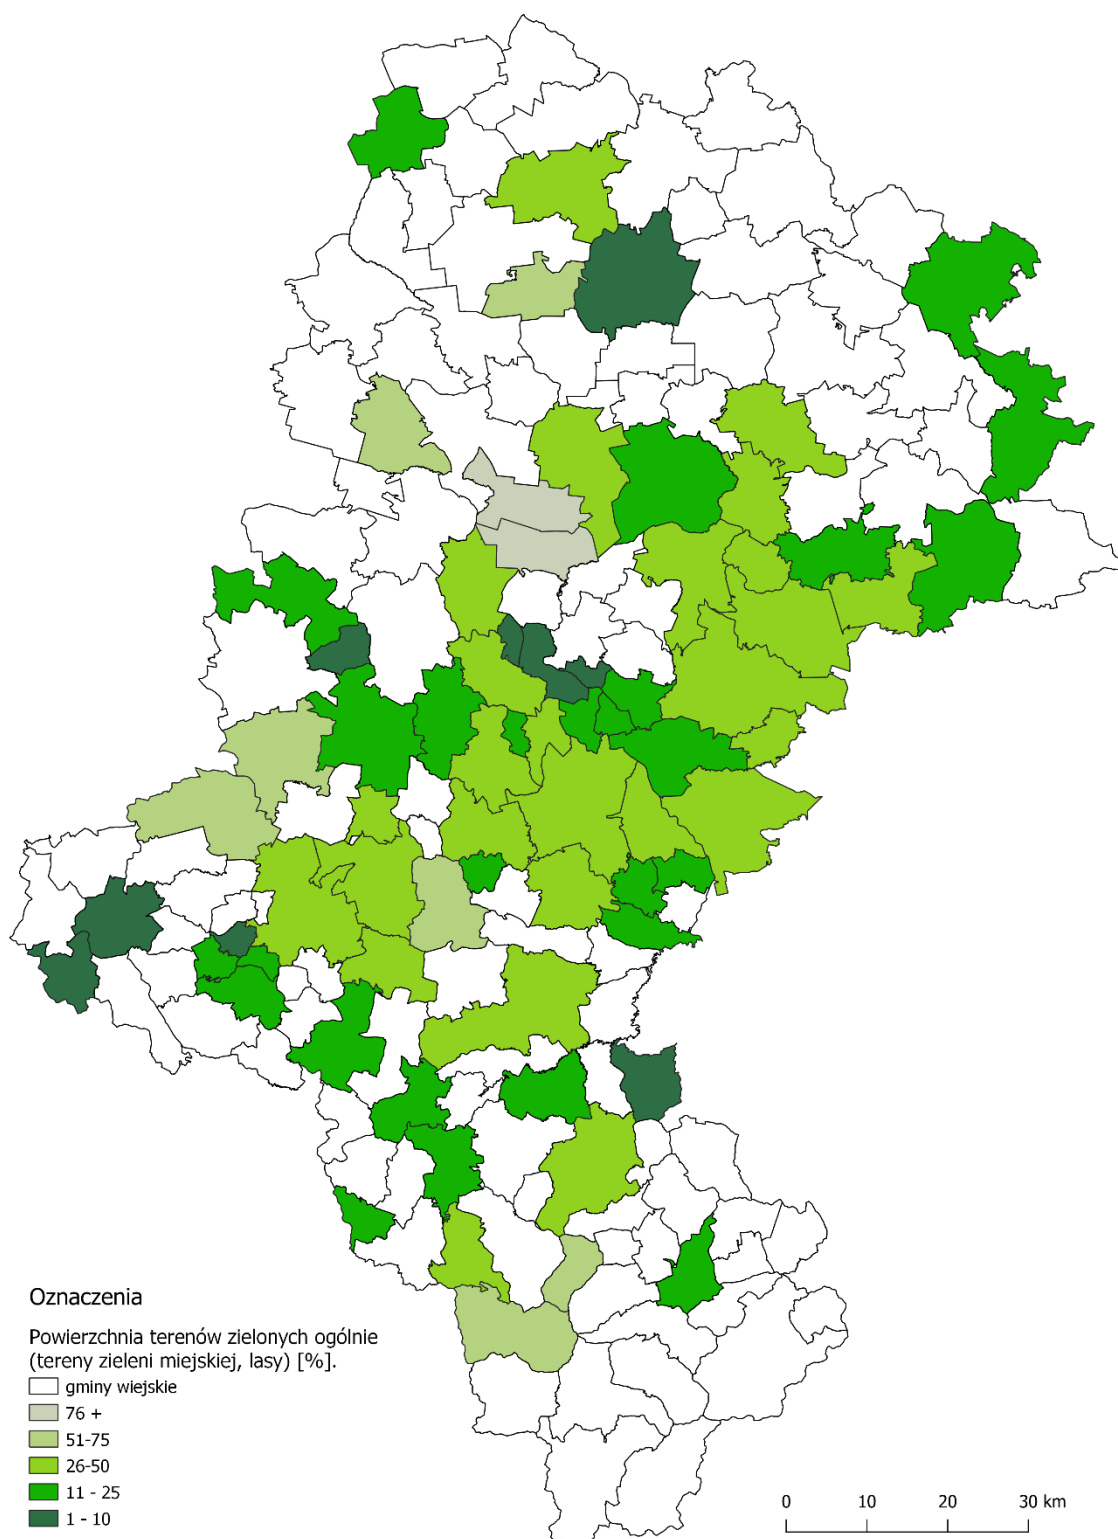 Oznaczenia
Powierzchnia terenów zielonych ogólnie
(tereny zieleni miejskiej, lasy) [%].
gminy wiejskie
76 +
51-75
26-50
11 - 25
1 - 10
0 10 20 30 km